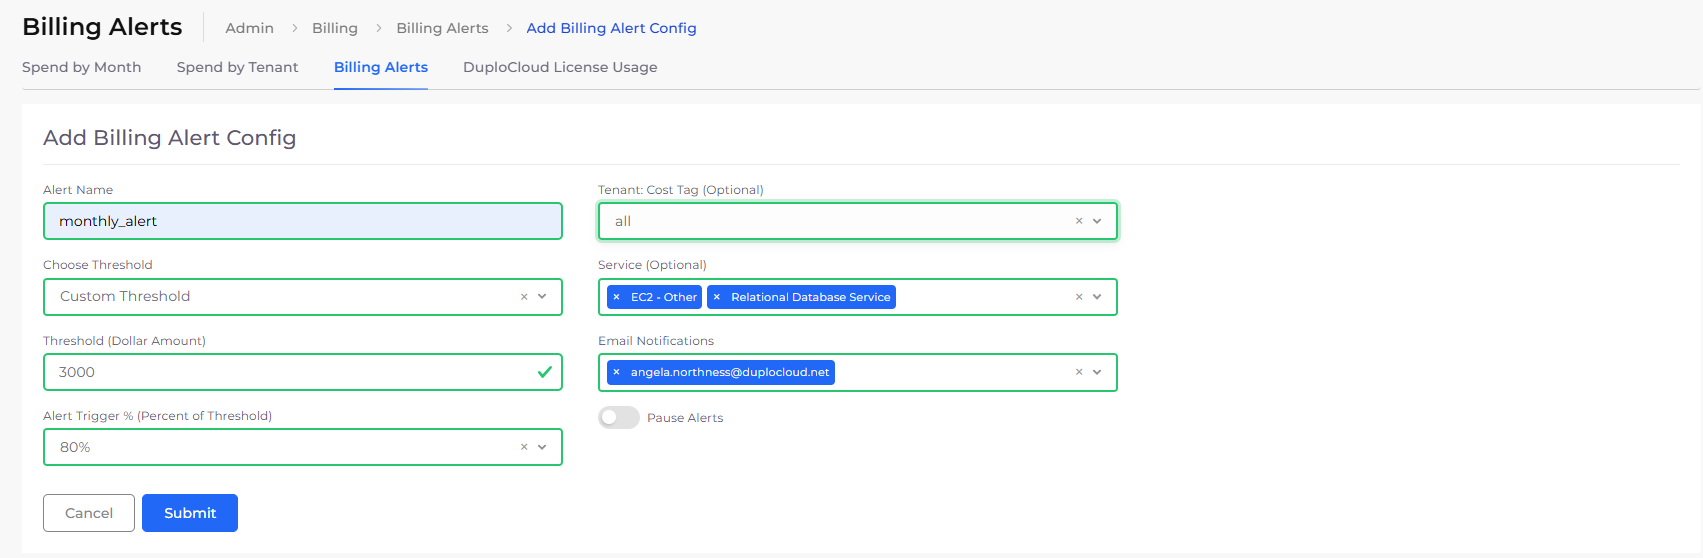 Billing Alerts
Admin > Billing > Billing Alerts > Add Billing Alert Config
Spend by Month
Spend by Tenant
Billing Alerts
DuploCloud License Usage
Add Billing Alert Config
Alert Name
monthly_alert
Tenant: Cost Tag (Optional)
all
Choose Threshold
Custom Threshold
Service (Optional)
× EC2 - Other
× Relational Database Service
Threshold (Dollar Amount)
3000
Email Notifications
× angela.northness@duplocloud.net
Alert Trigger % (Percent of Threshold)
80%
Pause Alerts
Cancel
Submit